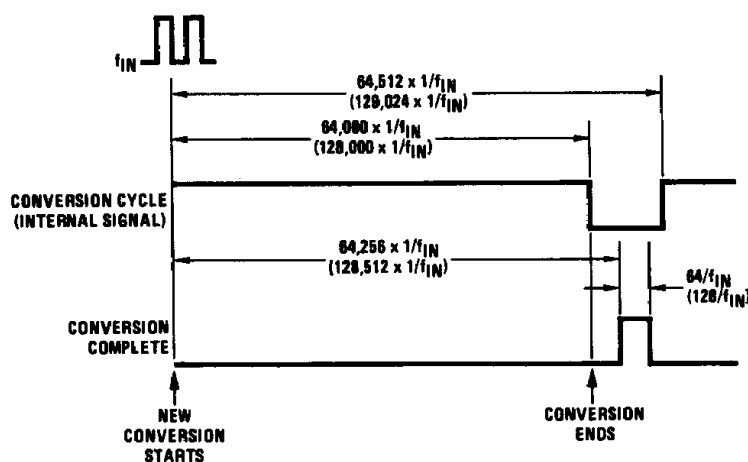 fIN
64,512 x 1/fIN
(129,024 x 1/fIN)
64,000 x 1/fIN
(128,000 x 1/fIN)
CONVERSION CYCLE
(INTERNAL SIGNAL)
64,256 x 1/fIN
(128,512 x 1/fIN)
64/fIN
(128/fIN)
CONVERSION
COMPLETE
NEW
CONVERSION
STARTS
CONVERSION
ENDS